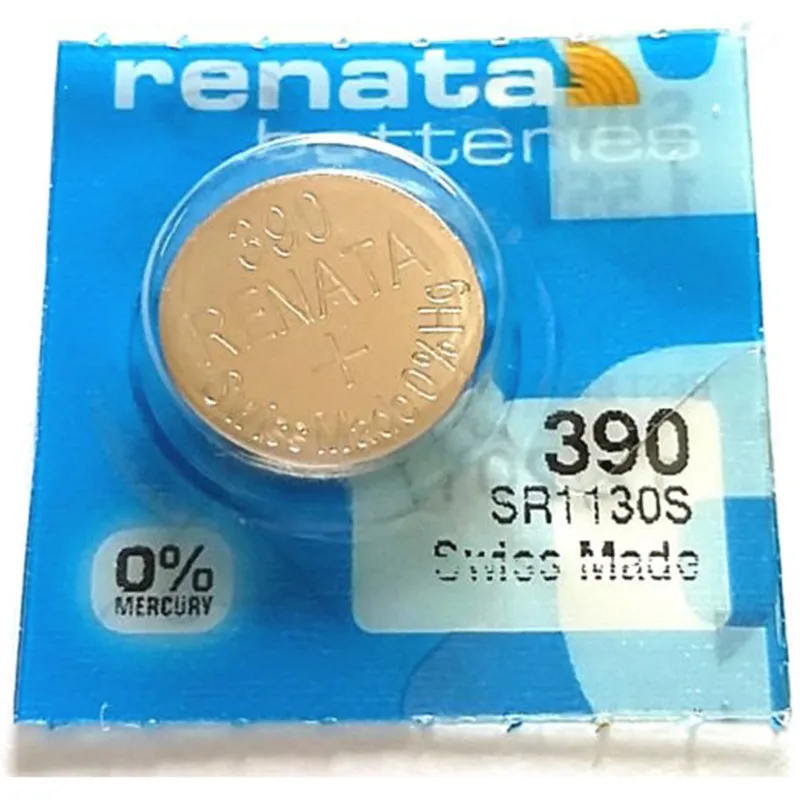 renata
batteries
390
RENATA
+
Swiss Made 0% Hg
390
SR1130S
Swiss Made
0%
MERCURY